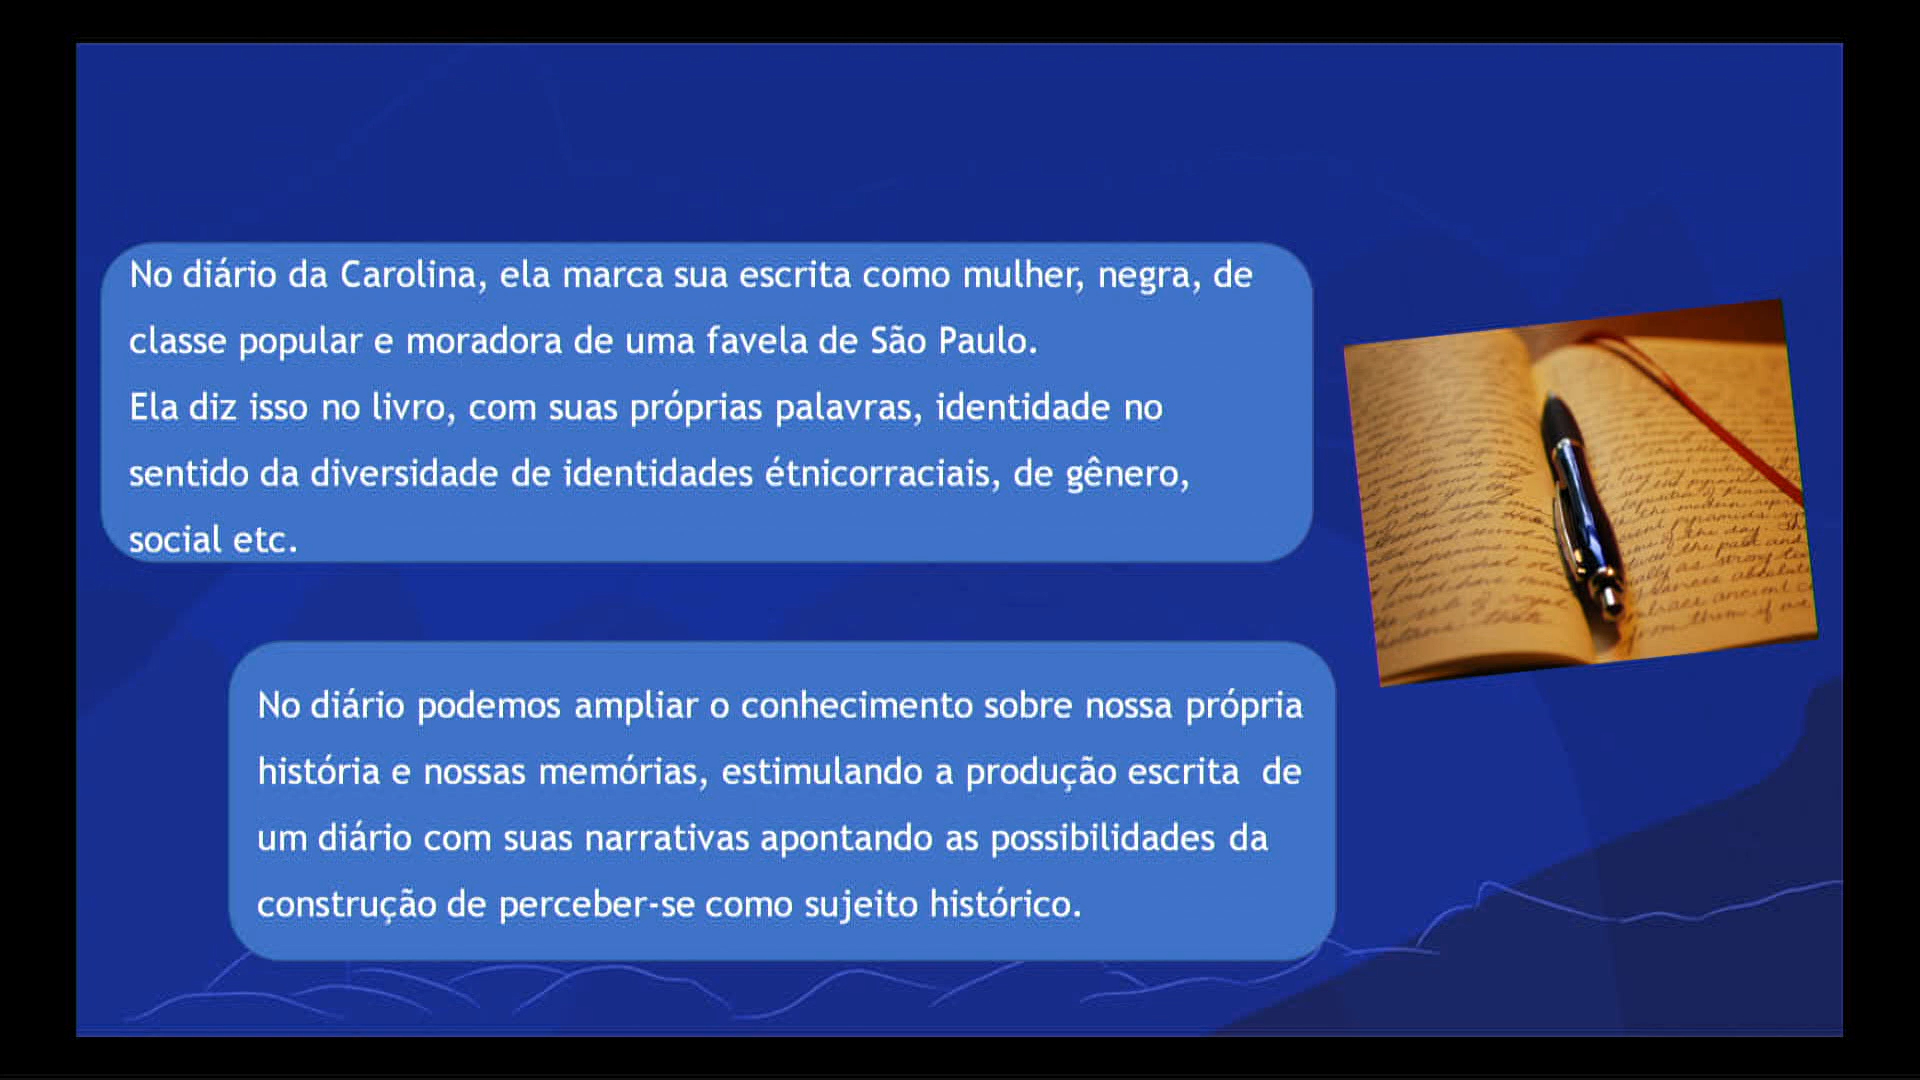 No diário da Carolina, ela marca sua escrita como mulher, negra, de
classe popular e moradora de uma favela de São Paulo.
Ela diz isso no livro, com suas próprias palavras, identidade no
sentido da diversidade de identidades étnicorraciais, de gênero,
social etc.
No diário podemos ampliar o conhecimento sobre nossa própria
história e nossas memórias, estimulando a produção escrita  de
um diário com suas narrativas apontando as possibilidades da
construção de perceber-se como sujeito histórico.